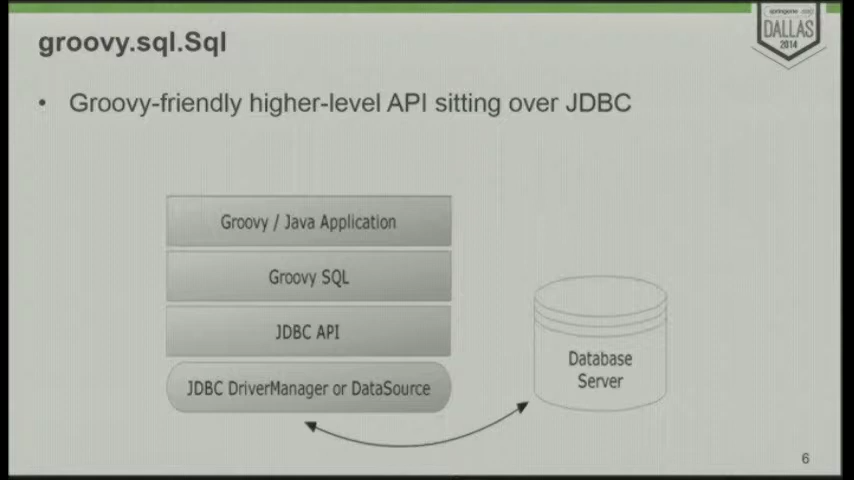 groovy.sql.Sql
DALLAS
2014
• Groovy-friendly higher-level API sitting over JDBC
Groovy / Java Application
Groovy SQL
JDBC API
JDBC DriverManager or DataSource
Database
Server
6